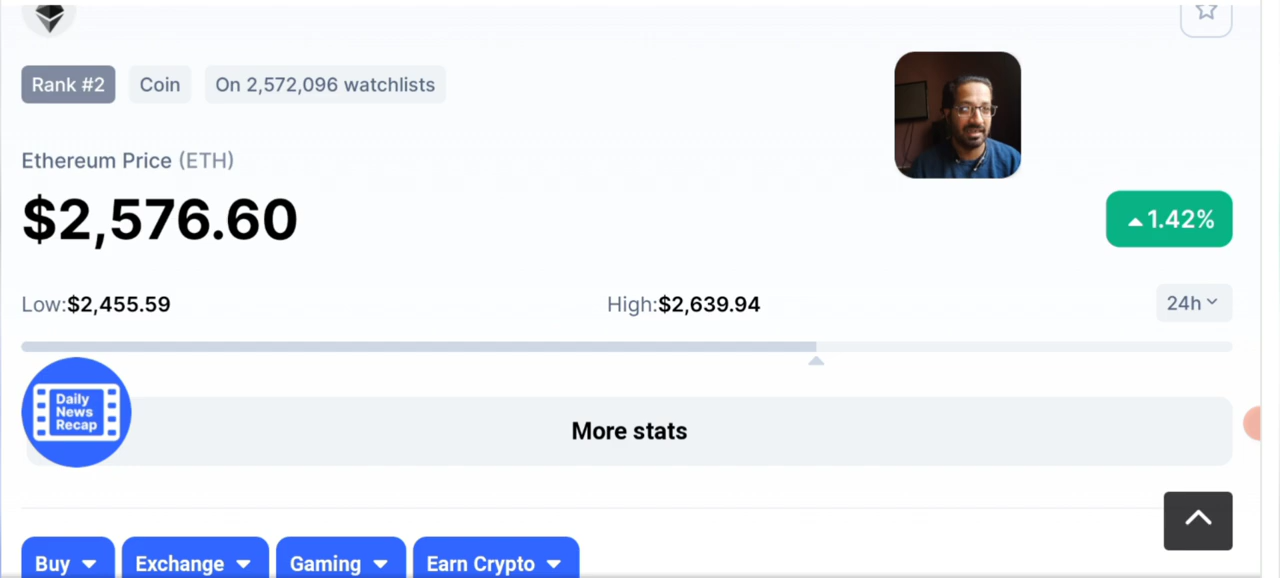 Rank #2 Coin On 2,572,096 watchlists
Ethereum Price (ETH)
$2,576.60
1.42%
Low:$2,455.59 High:$2,639.94 24h
Daily
News
Recap
More stats
Buy Exchange Gaming Earn Crypto